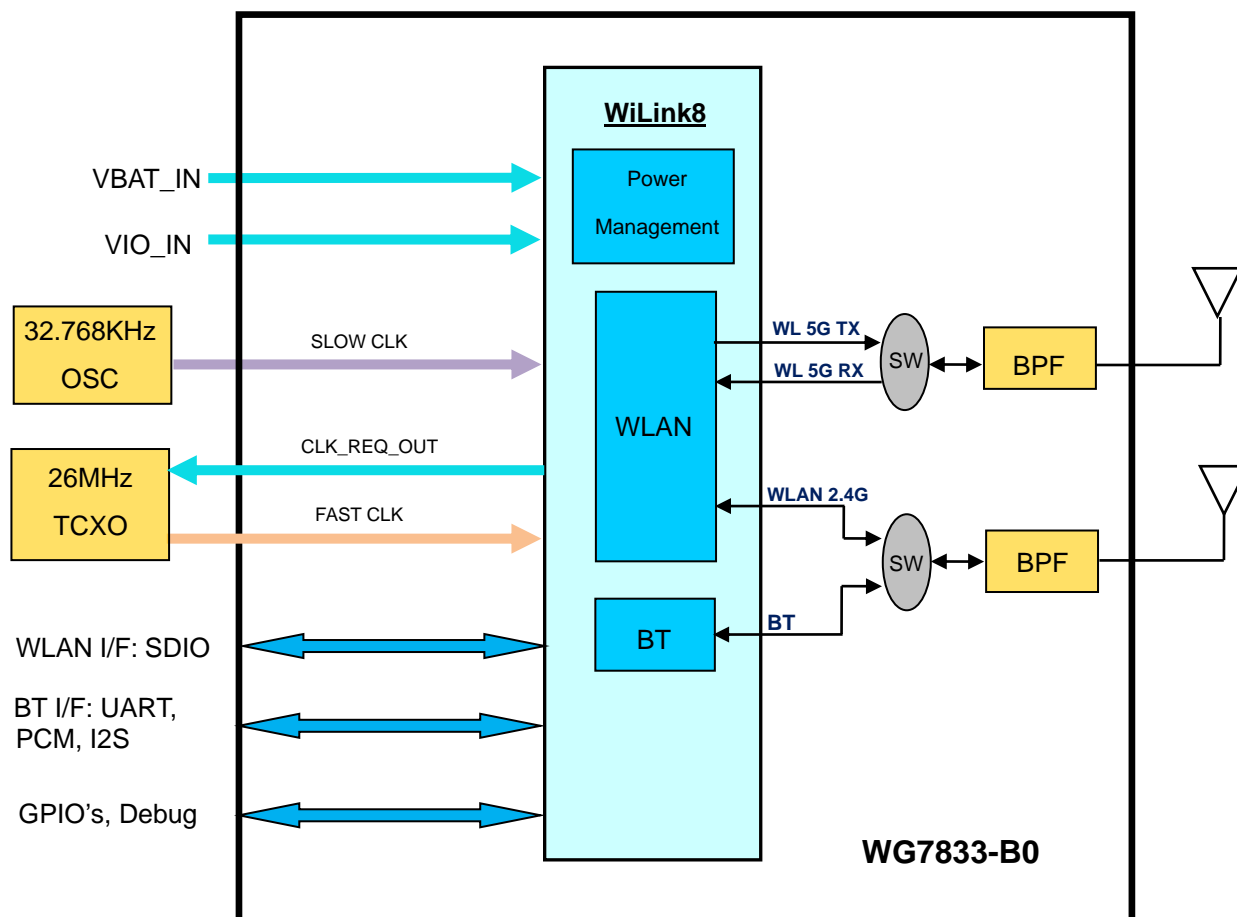 WiLink8
Power
Management
VBAT_IN
VIO_IN
32.768KHz
OSC
SLOW CLK
WL 5G TX
WL 5G RX
SW
BPF
WLAN
CLK_REQ_OUT
26MHz
TCXO
FAST CLK
WLAN 2.4G
SW
BPF
BT
BT
WLAN I/F: SDIO
BT I/F: UART,
PCM, I2S
GPIO’s, Debug
WG7833-B0